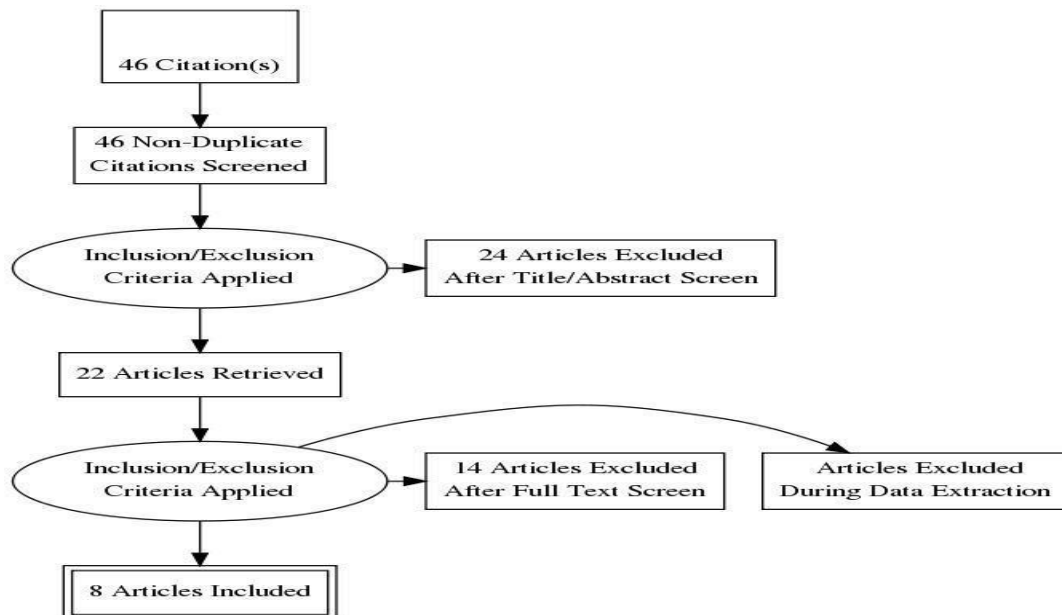 46 Citation(s)
46 Non-Duplicate
Citations Screened
Inclusion/Exclusion
Criteria Applied
24 Articles Excluded
After Title/Abstract Screen
22 Articles Retrieved
Inclusion/Exclusion
Criteria Applied
14 Articles Excluded
After Full Text Screen
Articles Excluded
During Data Extraction
8 Articles Included